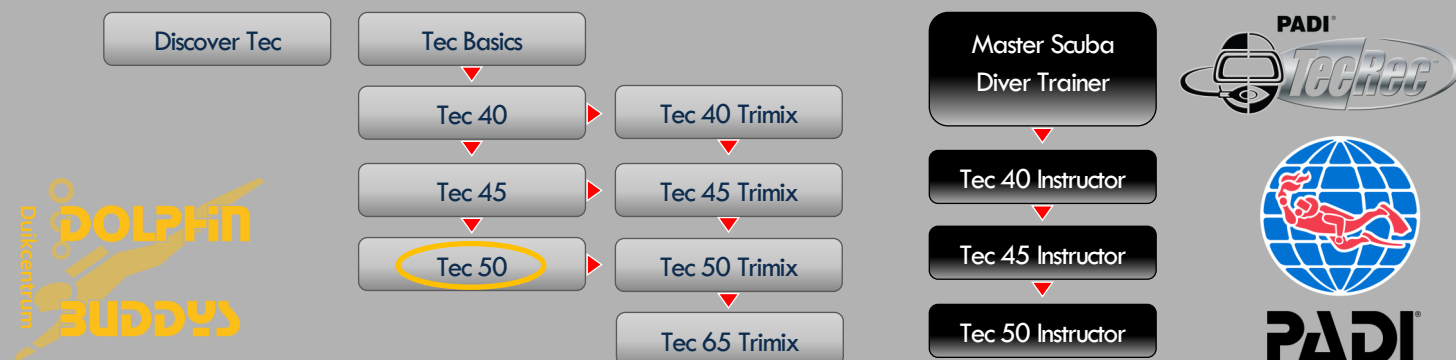 Discover Tec
Tec Basics
Tec 40
Tec 40 Trimix
Tec 45
Tec 45 Trimix
Tec 50
Tec 50 Trimix
Tec 65 Trimix
Master Scuba
Diver Trainer
Tec 40 Instructor
Tec 45 Instructor
Tec 50 Instructor
PADI®
TecRec™
Duikcentrum
DOLPHIN
BUDDYS
PADI®